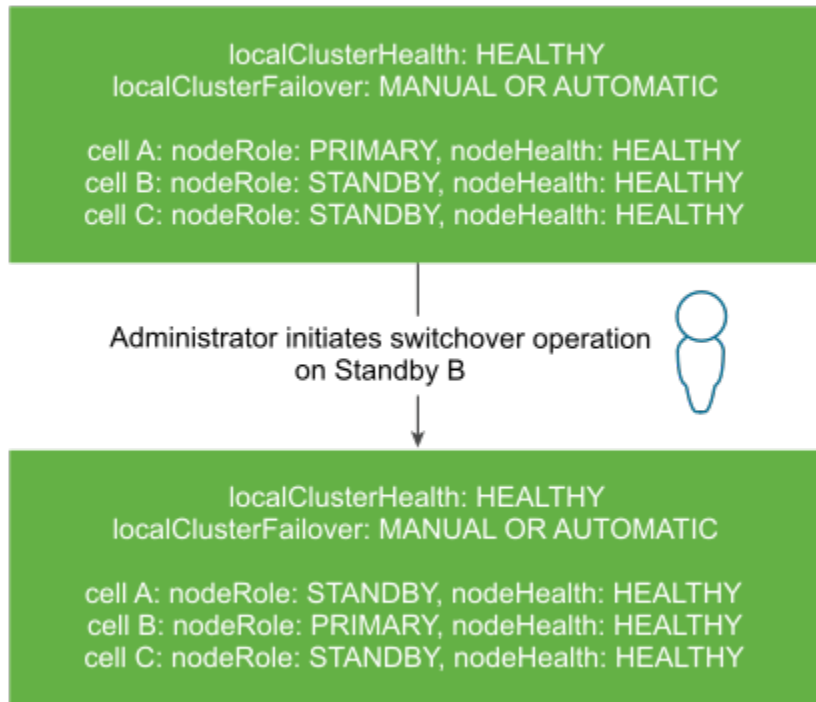 localClusterHealth: HEALTHY
localClusterFailover: MANUAL OR AUTOMATIC
cell A: nodeRole: PRIMARY, nodeHealth: HEALTHY
cell B: nodeRole: STANDBY, nodeHealth: HEALTHY
cell C: nodeRole: STANDBY, nodeHealth: HEALTHY
Administrator initiates switchover operation
on Standby B
localClusterHealth: HEALTHY
localClusterFailover: MANUAL OR AUTOMATIC
cell A: nodeRole: STANDBY, nodeHealth: HEALTHY
cell B: nodeRole: PRIMARY, nodeHealth: HEALTHY
cell C: nodeRole: STANDBY, nodeHealth: HEALTHY